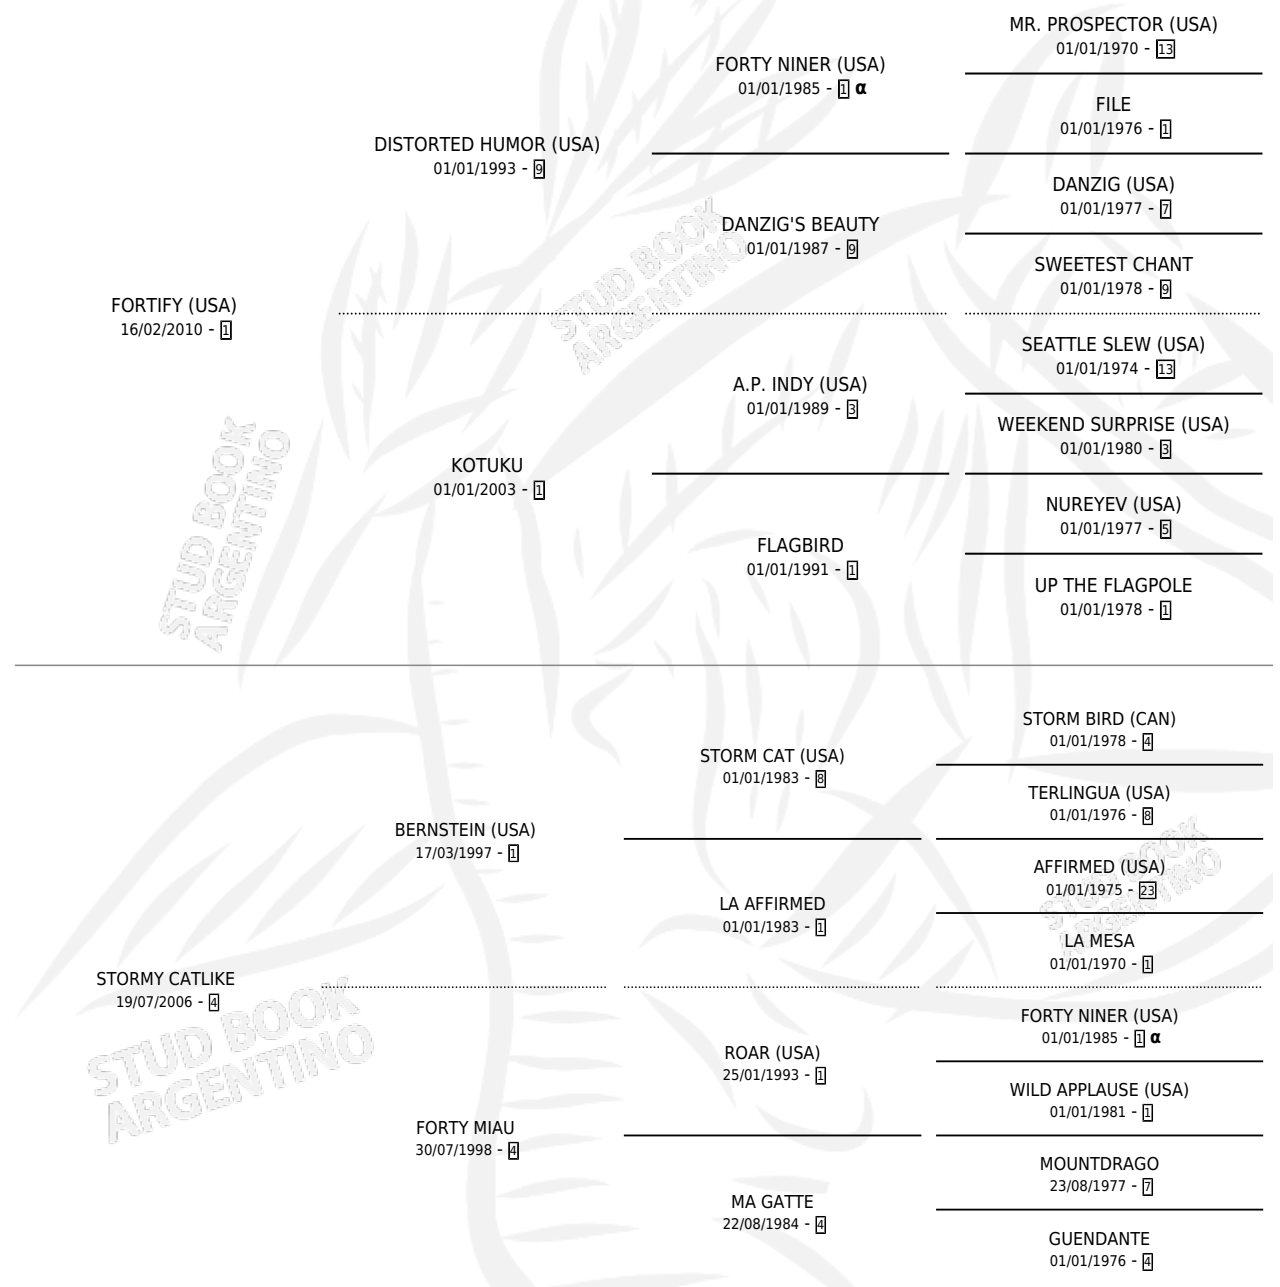 MR. PROSPECTOR (USA)
01/01/1970 - 13
FORTY NINER (USA)
01/01/1985 - 1 α
FILE
01/01/1976 - 1
DISTORTED HUMOR (USA)
01/01/1993 - 9
DANZIG (USA)
01/01/1977 - 7
DANZIG'S BEAUTY
01/01/1987 - 9
SWEETEST CHANT
01/01/1978 - 9
FORTIFY (USA)
16/02/2010 - 1
SEATTLE SLEW (USA)
01/01/1974 - 13
A.P. INDY (USA)
01/01/1989 - 3
WEEKEND SURPRISE (USA)
01/01/1980 - 3
KOTUKU
01/01/2003 - 1
NUREYEV (USA)
01/01/1977 - 5
FLAGBIRD
01/01/1991 - 1
UP THE FLAGPOLE
01/01/1978 - 1
STORM BIRD (CAN)
01/01/1978 - 4
STORM CAT (USA)
01/01/1983 - 8
TERLINGUA (USA)
01/01/1976 - 8
BERNSTEIN (USA)
17/03/1997 - 1
AFFIRMED (USA)
01/01/1975 - 23
LA AFFIRMED
01/01/1983 - 1
LA MESA
01/01/1970 - 1
STORMY CATLIKE
19/07/2006 - 4
FORTY NINER (USA)
01/01/1985 - 1 α
ROAR (USA)
25/01/1993 - 1
WILD APPLAUSE (USA)
01/01/1981 - 1
FORTY MIAU
30/07/1998 - 4
MOUNTDRAGO
23/08/1977 - 7
MA GATTE
22/08/1984 - 4
GUENDANTE
01/01/1976 - 4
STUD BOOK
ARGENTINO
STUD BOOK
ARGENTINO
STUD BOOK
ARGENTINO
STUD BOOK
ARGENTINO